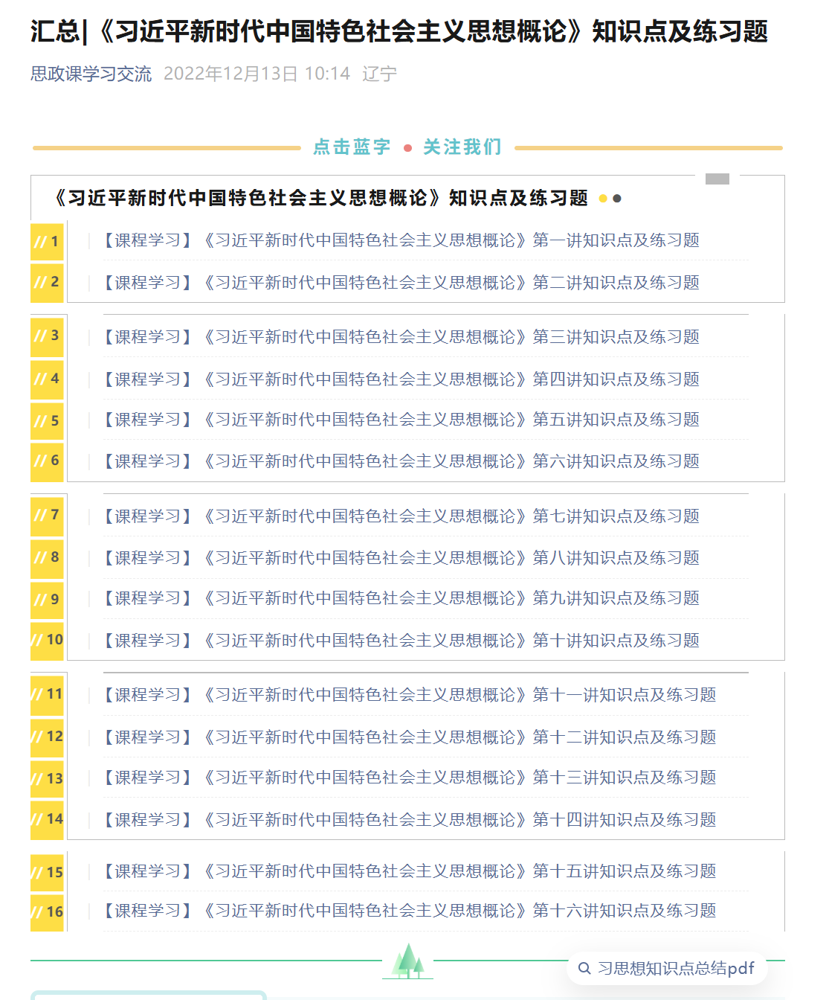 汇总|《习近平新时代中国特色社会主义思想概论》知识点及练习题
思政课学习交流 2022年12月13日 10:14 辽宁
点击蓝字 ● 关注我们
《习近平新时代中国特色社会主义思想概论》知识点及练习题
// 1 【课程学习】《习近平新时代中国特色社会主义思想概论》第一讲知识点及练习题
// 2 【课程学习】《习近平新时代中国特色社会主义思想概论》第二讲知识点及练习题
// 3 【课程学习】《习近平新时代中国特色社会主义思想概论》第三讲知识点及练习题
// 4 【课程学习】《习近平新时代中国特色社会主义思想概论》第四讲知识点及练习题
// 5 【课程学习】《习近平新时代中国特色社会主义思想概论》第五讲知识点及练习题
// 6 【课程学习】《习近平新时代中国特色社会主义思想概论》第六讲知识点及练习题
// 7 【课程学习】《习近平新时代中国特色社会主义思想概论》第七讲知识点及练习题
// 8 【课程学习】《习近平新时代中国特色社会主义思想概论》第八讲知识点及练习题
// 9 【课程学习】《习近平新时代中国特色社会主义思想概论》第九讲知识点及练习题
// 10 【课程学习】《习近平新时代中国特色社会主义思想概论》第十讲知识点及练习题
// 11 【课程学习】《习近平新时代中国特色社会主义思想概论》第十一讲知识点及练习题
// 12 【课程学习】《习近平新时代中国特色社会主义思想概论》第十二讲知识点及练习题
// 13 【课程学习】《习近平新时代中国特色社会主义思想概论》第十三讲知识点及练习题
// 14 【课程学习】《习近平新时代中国特色社会主义思想概论》第十四讲知识点及练习题
// 15 【课程学习】《习近平新时代中国特色社会主义思想概论》第十五讲知识点及练习题
// 16 【课程学习】《习近平新时代中国特色社会主义思想概论》第十六讲知识点及练习题
习思想知识点总结pdf